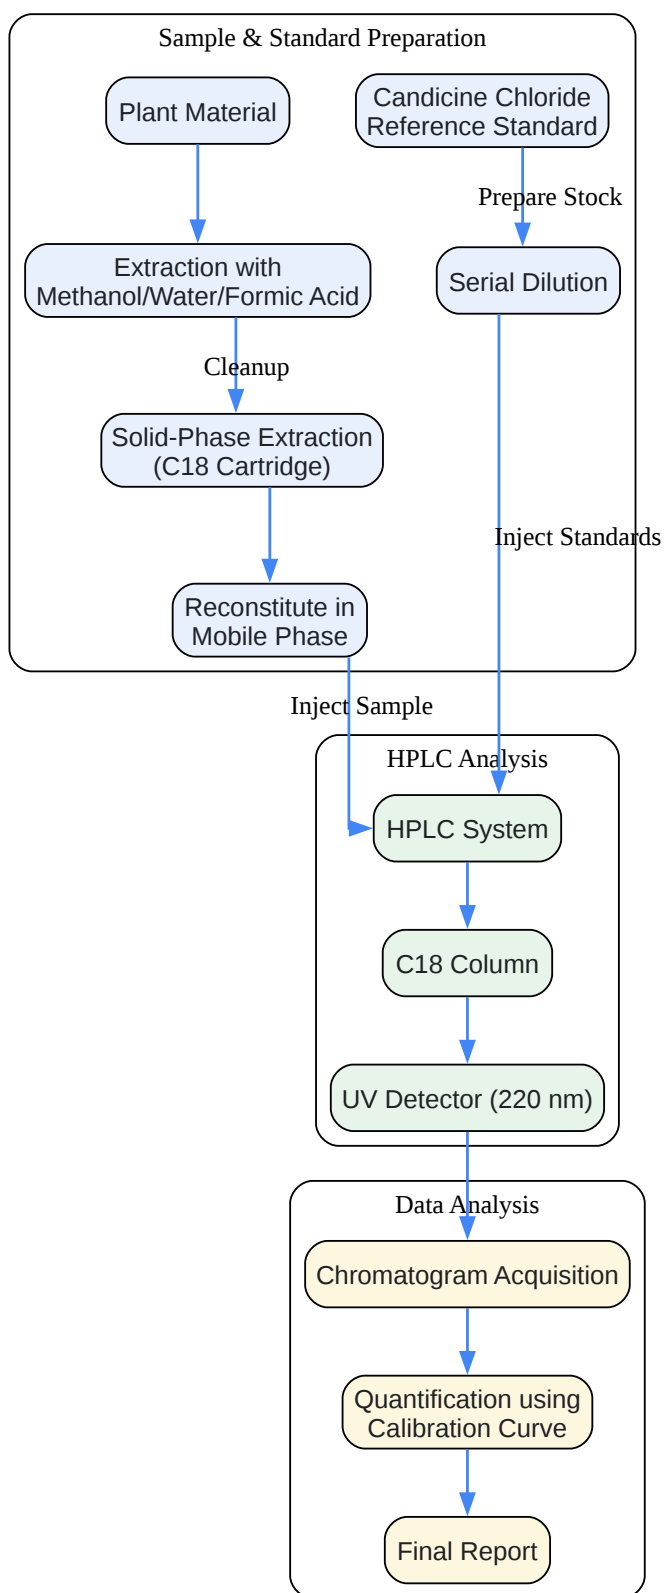 Sample & Standard Preparation
Plant Material
Candicine Chloride
Reference Standard
Prepare Stock
Extraction with
Methanol/Water/Formic Acid
Serial Dilution
Cleanup
Solid-Phase Extraction
(C18 Cartridge)
Inject Standards
Reconstitute in
Mobile Phase
Inject Sample
HPLC Analysis
HPLC System
C18 Column
UV Detector (220 nm)
Data Analysis
Chromatogram Acquisition
Quantification using
Calibration Curve
Final Report